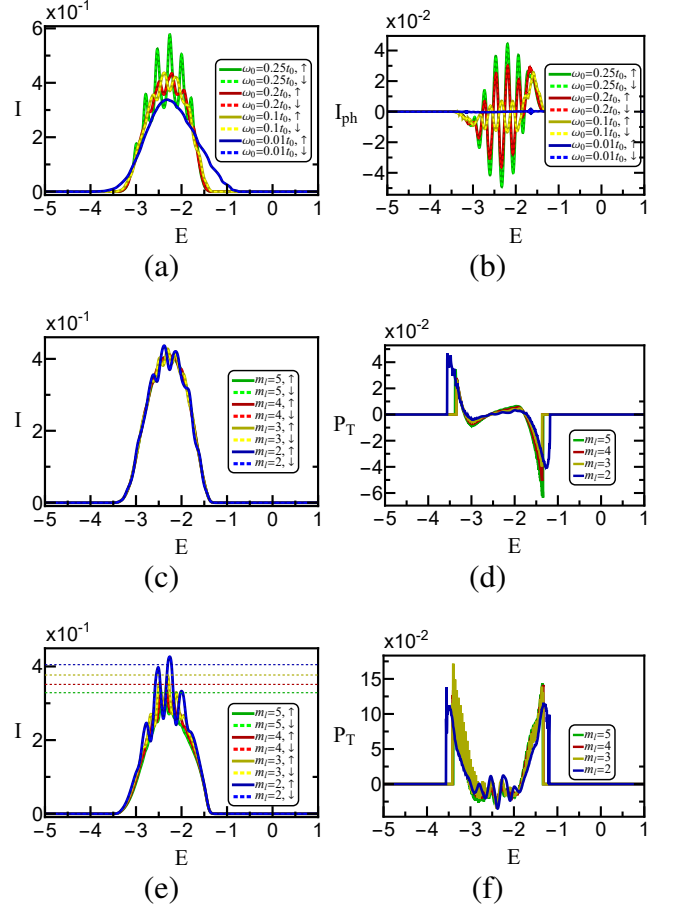 x10⁻¹
6
4
2
0
I
ω₀=0.25t₀, ↑
ω₀=0.25t₀, ↓
ω₀=0.2t₀, ↑
ω₀=0.2t₀, ↓
ω₀=0.1t₀, ↑
ω₀=0.1t₀, ↓
ω₀=0.01t₀, ↑
ω₀=0.01t₀, ↓
−5 −4 −3 −2 −1 0 1
E
(a)
x10⁻²
4
2
0
−2
−4
I_ph
ω₀=0.25t₀, ↑
ω₀=0.25t₀, ↓
ω₀=0.2t₀, ↑
ω₀=0.2t₀, ↓
ω₀=0.1t₀, ↑
ω₀=0.1t₀, ↓
ω₀=0.01t₀, ↑
ω₀=0.01t₀, ↓
−5 −4 −3 −2 −1 0 1
E
(b)
x10⁻¹
4
2
0
I
m_l=5, ↑
m_l=5, ↓
m_l=4, ↑
m_l=4, ↓
m_l=3, ↑
m_l=3, ↓
m_l=2, ↑
m_l=2, ↓
−5 −4 −3 −2 −1 0 1
E
(c)
x10⁻²
4
2
0
−2
−4
−6
P_T
m_l=5
m_l=4
m_l=3
m_l=2
−5 −4 −3 −2 −1 0 1
E
(d)
x10⁻¹
4
2
0
I
m_l=5, ↑
m_l=5, ↓
m_l=4, ↑
m_l=4, ↓
m_l=3, ↑
m_l=3, ↓
m_l=2, ↑
m_l=2, ↓
−5 −4 −3 −2 −1 0 1
E
(e)
x10⁻²
15
10
5
0
P_T
m_l=5
m_l=4
m_l=3
m_l=2
−5 −4 −3 −2 −1 0 1
E
(f)